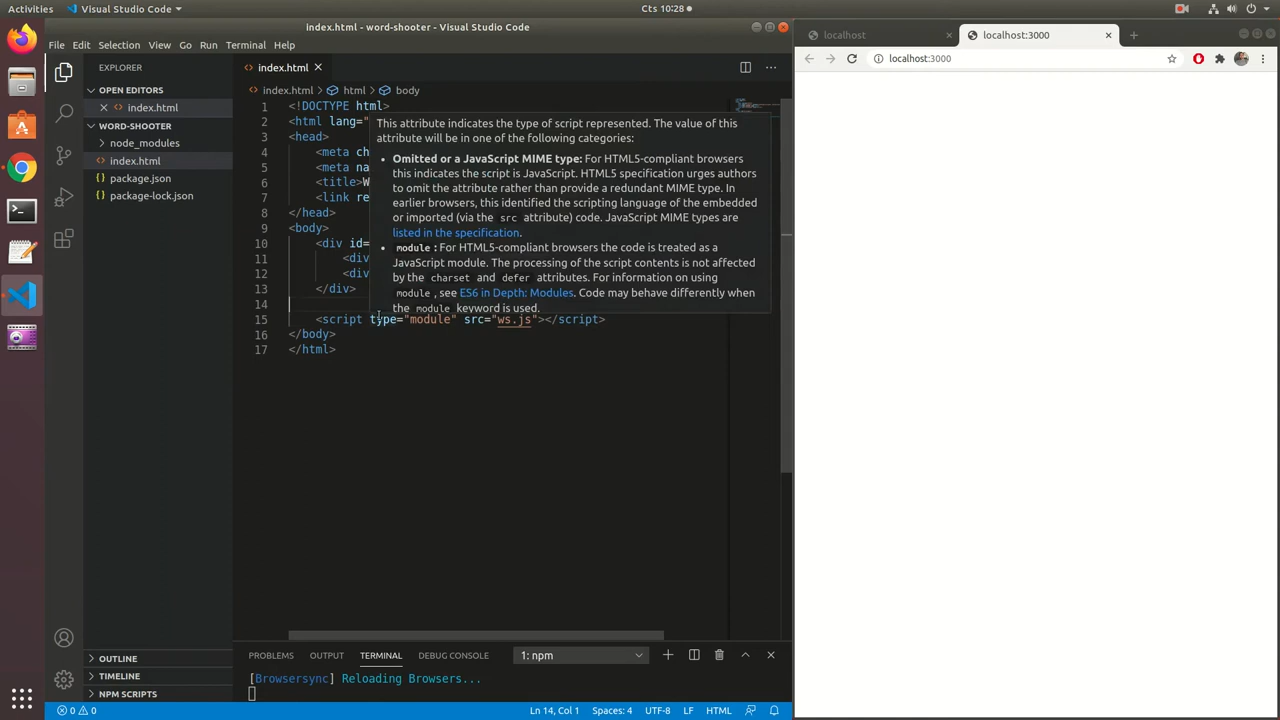 Activities
Visual Studio Code
Cts 10:28
index.html - word-shooter - Visual Studio Code
File Edit Selection View Go Run Terminal Help
EXPLORER
OPEN EDITORS
index.html
WORD-SHOOTER
node_modules
index.html
package.json
package-lock.json
OUTLINE
TIMELINE
NPM SCRIPTS
index.html
index.html > html > body
1 <!DOCTYPE html>
2 <html lang="
3 <head>
4 <meta ch
5 <meta na
6 <title>W
7 <link re
8 </head>
9 <body>
10 <div id=
11 <div
12 <div
13 </div>
14
15 <script type="module" src="ws.js"></script>
16 </body>
17 </html>
This attribute indicates the type of script represented. The value of this
attribute will be in one of the following categories:
• Omitted or a JavaScript MIME type: For HTML5-compliant browsers
this indicates the script is JavaScript. HTML5 specification urges authors
to omit the attribute rather than provide a redundant MIME type. In
earlier browsers, this identified the scripting language of the embedded
or imported (via the src attribute) code. JavaScript MIME types are
listed in the specification.
• module : For HTML5-compliant browsers the code is treated as a
JavaScript module. The processing of the script contents is not affected
by the charset and defer attributes. For information on using
module , see ES6 in Depth: Modules. Code may behave differently when
the module keyword is used.
PROBLEMS OUTPUT TERMINAL DEBUG CONSOLE
1: npm
[Browsersync] Reloading Browsers...
0 0
Ln 14, Col 1 Spaces: 4 UTF-8 LF HTML
localhost
localhost:3000
localhost:3000